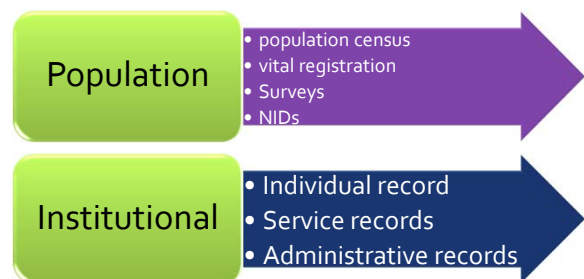 Population
• population census
• vital registration
• Surveys
• NIDs
Institutional
• Individual record
• Service records
• Administrative records